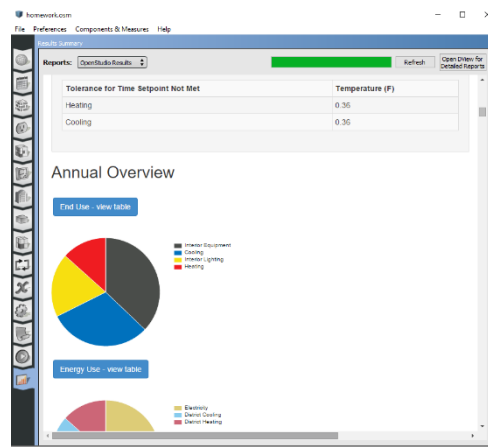 homework.osm
File Preferences Components & Measures Help
Results Summary
Reports: OpenStudio Results Refresh Open DView for
Detailed Reports
Tolerance for Time Setpoint Not Met Temperature (F)
Heating 0.36
Cooling 0.36
Annual Overview
End Use - view table
Interior Equipment
Cooling
Interior Lighting
Heating
Energy Use - view table
Electricity
District Cooling
District Heating